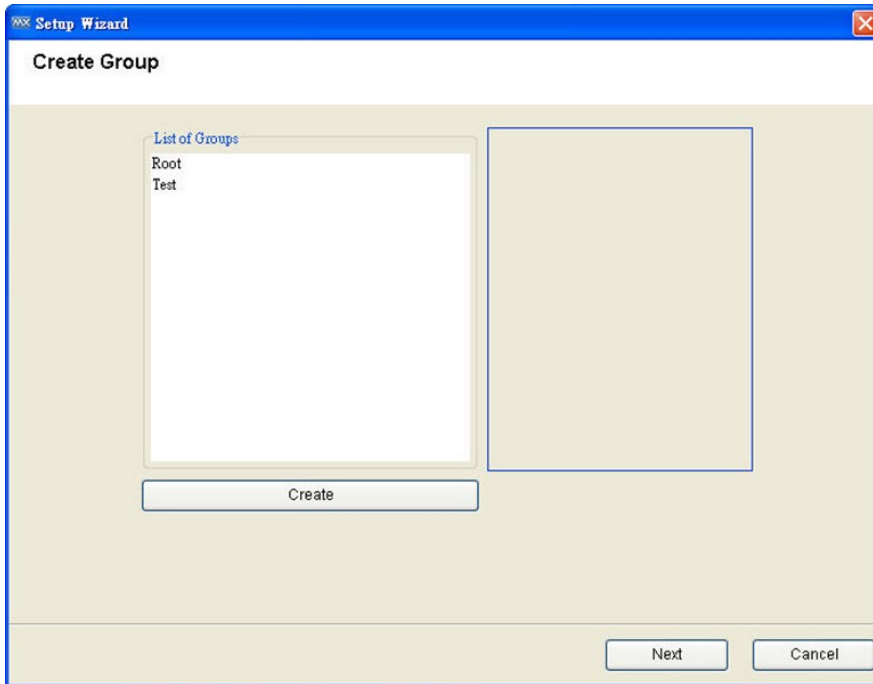 Setup Wizard
Create Group
List of Groups
Root
Test
Create
Next
Cancel